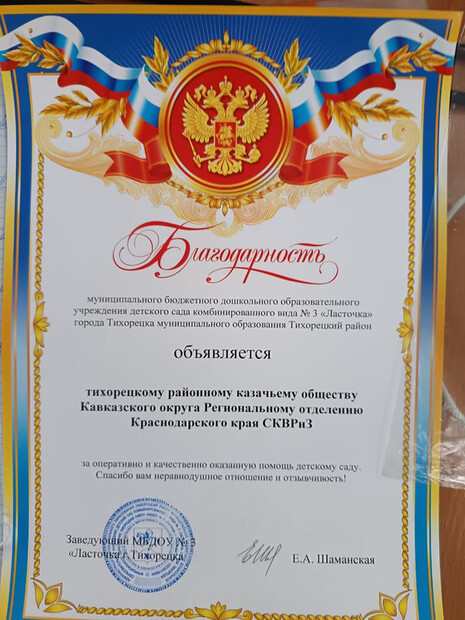 Благодарность
муниципального бюджетного дошкольного образовательного
учреждения детского сада комбинированного вида № 3 «Ласточка»
города Тихорецка муниципального образования Тихорецкий район
объявляется
тихорецкому районному казачьему обществу
Кавказского округа Региональному отделению
Краснодарского края СКВРиЗ
за оперативно и качественно оказанную помощь детскому саду.
Спасибо вам неравнодушное отношение и отзывчивость!
Заведующий МБДОУ № 3
«Ласточка г.Тихорецка
Е.А. Шаманская